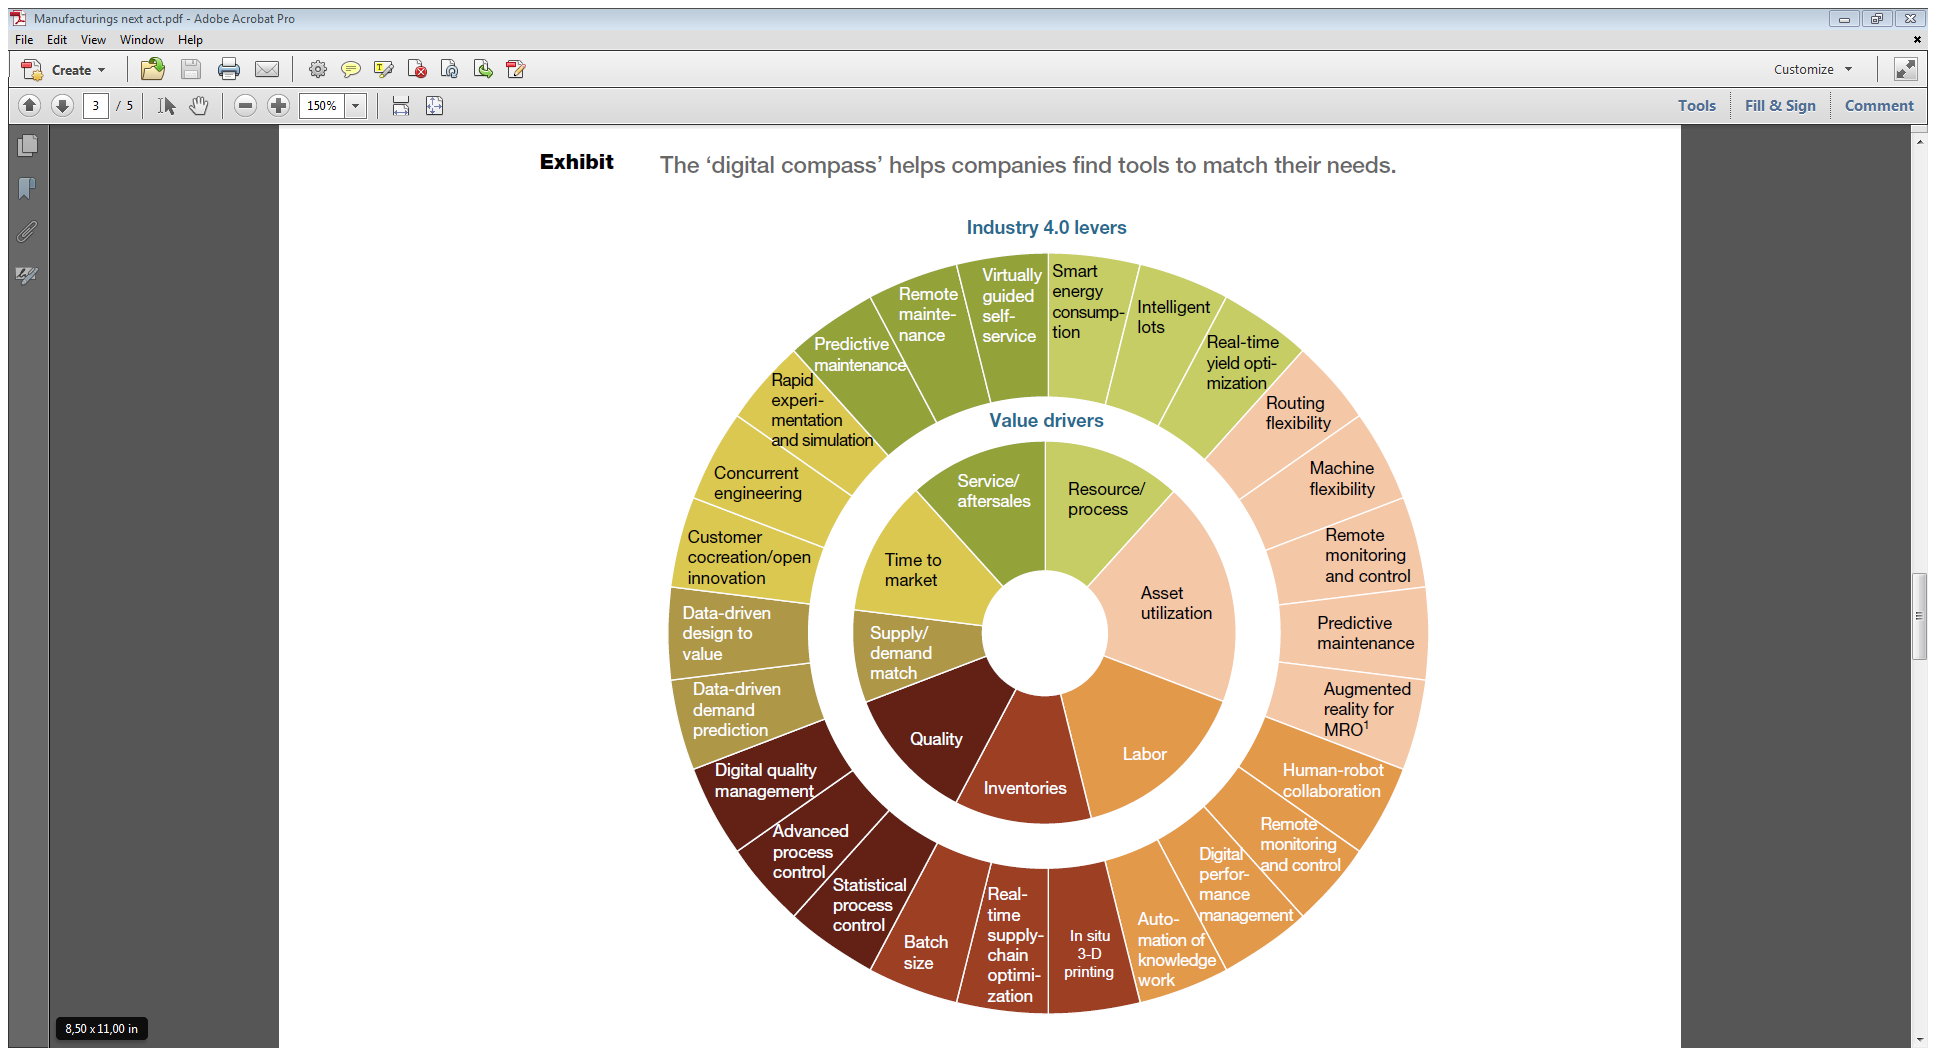 Manufacturings next act.pdf - Adobe Acrobat Pro
File Edit View Window Help
Create
Customize
3 / 5
150%
Tools
Fill & Sign
Comment
Exhibit
The ‘digital compass’ helps companies find tools to match their needs.
Industry 4.0 levers
Virtually
guided
self-
service
Smart
energy
consump-
tion
Intelligent
lots
Real-time
yield opti-
mization
Routing
flexibility
Machine
flexibility
Remote
monitoring
and control
Predictive
maintenance
Augmented
reality for
MRO¹
Human-robot
collaboration
Remote
monitoring
and control
Digital
perfor-
mance
management
Auto-
mation of
knowledge
work
In situ
3-D
printing
Real-
time
supply-
chain
optimi-
zation
Batch
size
Statistical
process
control
Advanced
process
control
Digital quality
management
Data-driven
demand
prediction
Data-driven
design to
value
Customer
cocreation/open
innovation
Concurrent
engineering
Rapid
experi-
mentation
and simulation
Predictive
maintenance
Remote
mainte-
nance
Value drivers
Service/
aftersales
Resource/
process
Asset
utilization
Labor
Inventories
Quality
Supply/
demand
match
Time to
market
8,50 x 11,00 in